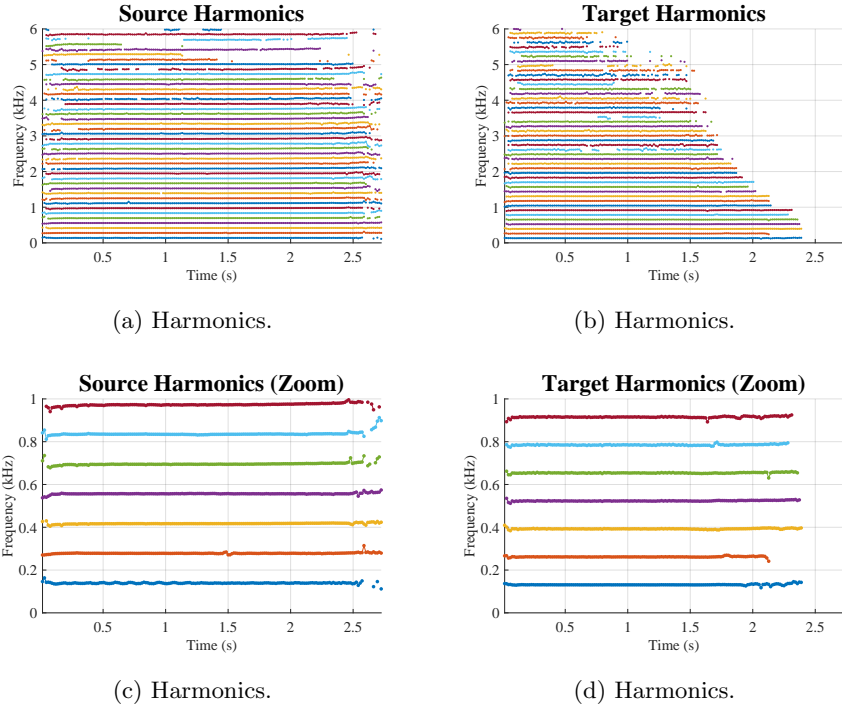 Source Harmonics
6
5
4
3
2
1
0
Frequency (kHz)
0.5
1
1.5
2
2.5
Time (s)
(a) Harmonics.
Target Harmonics
6
5
4
3
2
1
0
Frequency (kHz)
0.5
1
1.5
2
2.5
Time (s)
(b) Harmonics.
Source Harmonics (Zoom)
1
0.8
0.6
0.4
0.2
0
Frequency (kHz)
0.5
1
1.5
2
2.5
Time (s)
(c) Harmonics.
Target Harmonics (Zoom)
1
0.8
0.6
0.4
0.2
0
Frequency (kHz)
0.5
1
1.5
2
2.5
Time (s)
(d) Harmonics.